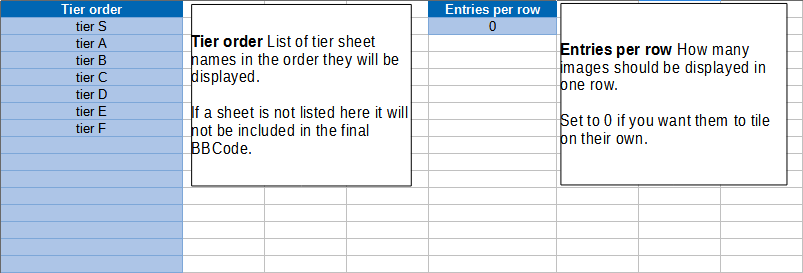 Tier order
tier S
tier A
tier B
tier C
tier D
tier E
tier F
Tier order List of tier sheet
names in the order they will be
displayed.
If a sheet is not listed here it will
not be included in the final
BBCode.
Entries per row
0
Entries per row How many
images should be displayed in
one row.
Set to 0 if you want them to tile
on their own.